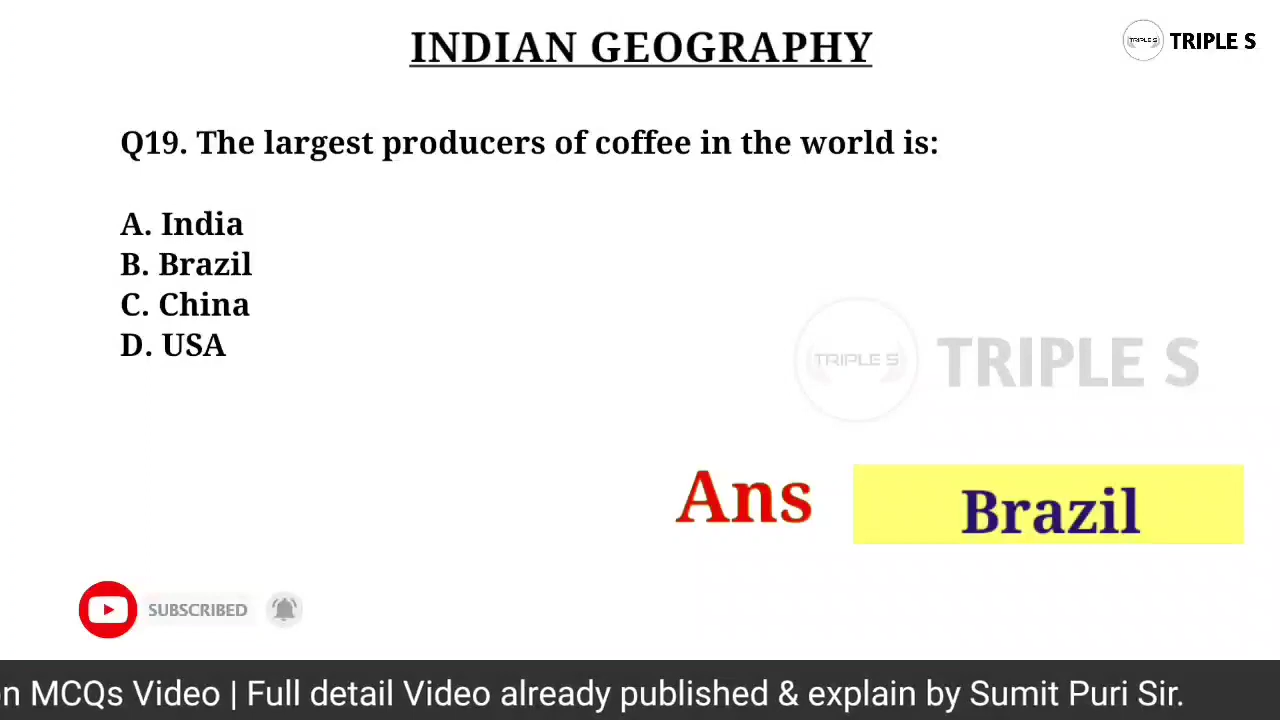 INDIAN GEOGRAPHY
TRIPLE S
TRIPLE S
Q19. The largest producers of coffee in the world is:
A. India
B. Brazil
C. China
D. USA
TRIPLE S
TRIPLE S
Ans
Brazil
SUBSCRIBED
n MCQs Video | Full detail Video already published & explain by Sumit Puri Sir.